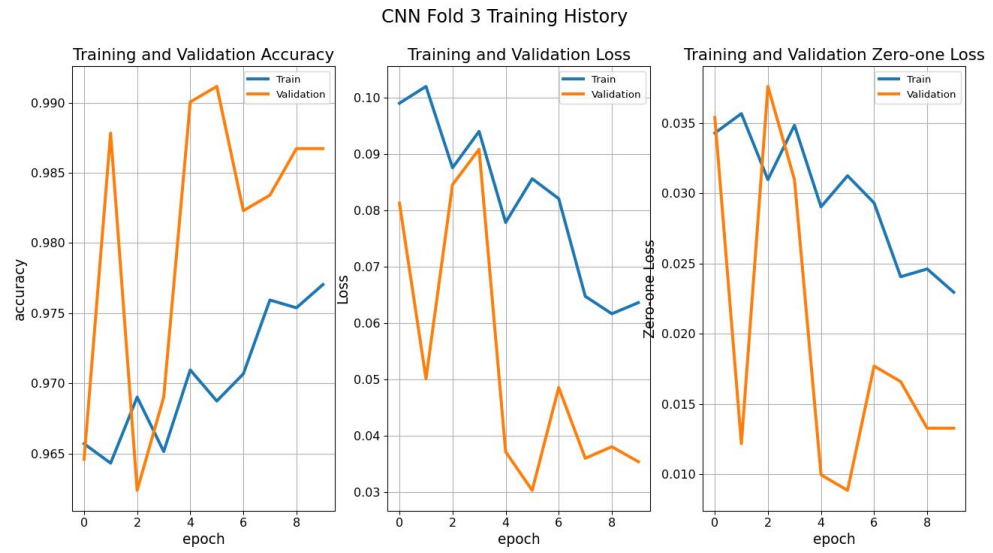 CNN Fold 3 Training History
Training and Validation Accuracy
Train
Validation
0.990
0.985
0.980
0.975
0.970
0.965
accuracy
0 2 4 6 8
epoch
Training and Validation Loss
Train
Validation
0.10
0.09
0.08
0.07
0.06
0.05
0.04
0.03
Loss
0 2 4 6 8
epoch
Training and Validation Zero-one Loss
Train
Validation
0.035
0.030
0.025
0.020
0.015
0.010
Zero-one Loss
0 2 4 6 8
epoch